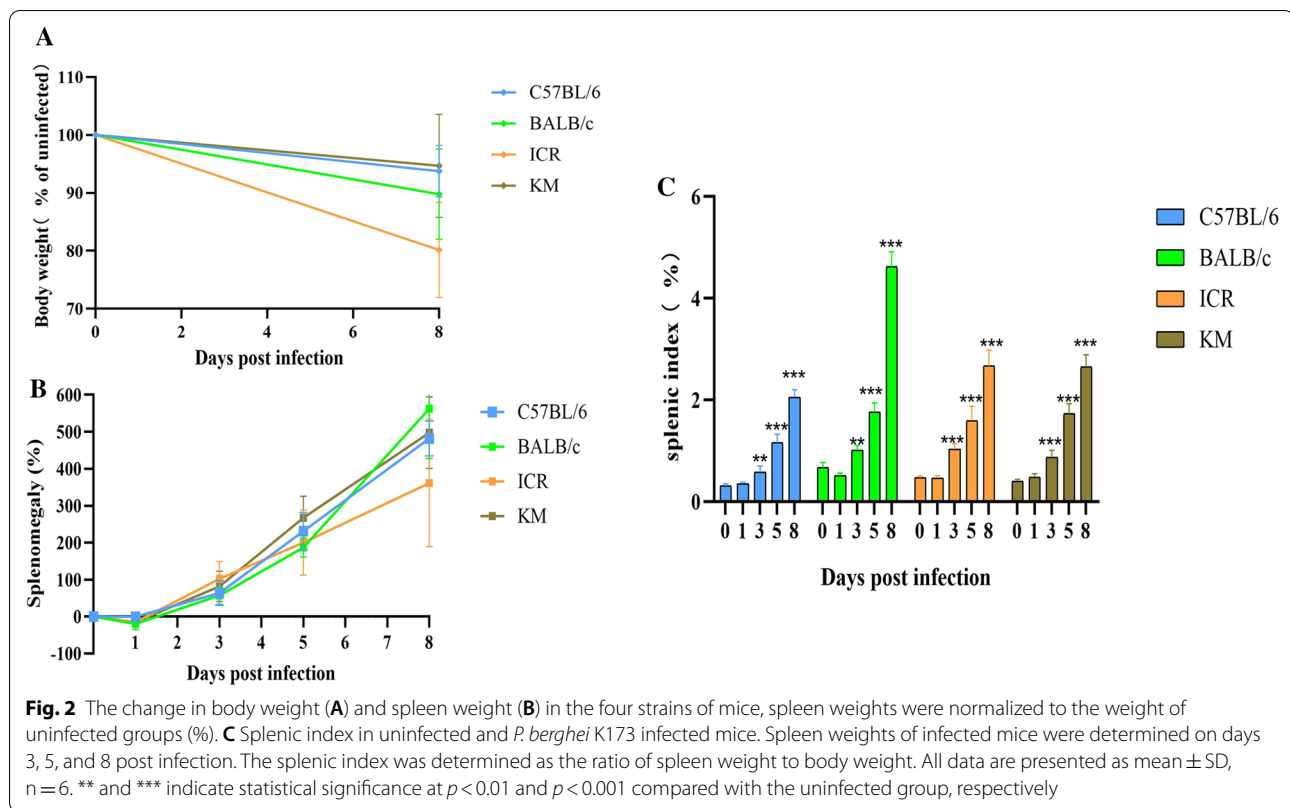 A
Body weight( % of uninfected)
110
100
90
80
70
0
2
4
6
8
Days post infection
C57BL/6
BALB/c
ICR
KM
B
Splenomegaly (%)
600
500
400
300
200
100
0
-100
1
2
3
4
5
6
7
8
Days post infection
C57BL/6
BALB/c
ICR
KM
C
splenic index ( %)
6
4
2
0
** *** ***
** *** ***
*** *** ***
*** *** ***
0 1 3 5 8 0 1 3 5 8 0 1 3 5 8 0 1 3 5 8
Days post infection
C57BL/6
BALB/c
ICR
KM
Fig. 2 The change in body weight (A) and spleen weight (B) in the four strains of mice, spleen weights were normalized to the weight of
uninfected groups (%). C Splenic index in uninfected and P. berghei K173 infected mice. Spleen weights of infected mice were determined on days
3, 5, and 8 post infection. The splenic index was determined as the ratio of spleen weight to body weight. All data are presented as mean ± SD,
n = 6. ** and *** indicate statistical significance at p < 0.01 and p < 0.001 compared with the uninfected group, respectively